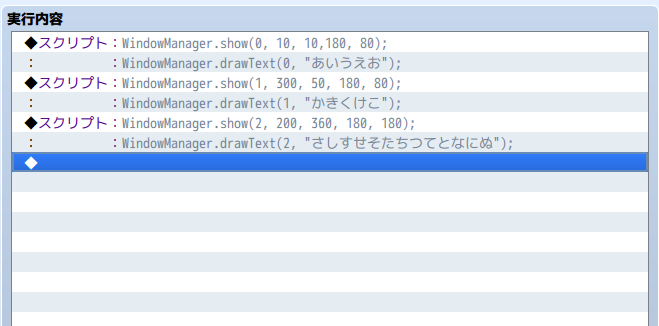 実行内容
◆スクリプト：WindowManager.show(0, 10, 10,180, 80);
：　　　　　：WindowManager.drawText(0, "あいうえお");
◆スクリプト：WindowManager.show(1, 300, 50, 180, 80);
：　　　　　：WindowManager.drawText(1, "かきくけこ");
◆スクリプト：WindowManager.show(2, 200, 360, 180, 180);
：　　　　　：WindowManager.drawText(2, "さしすせそたちつてとなにぬ");
◆